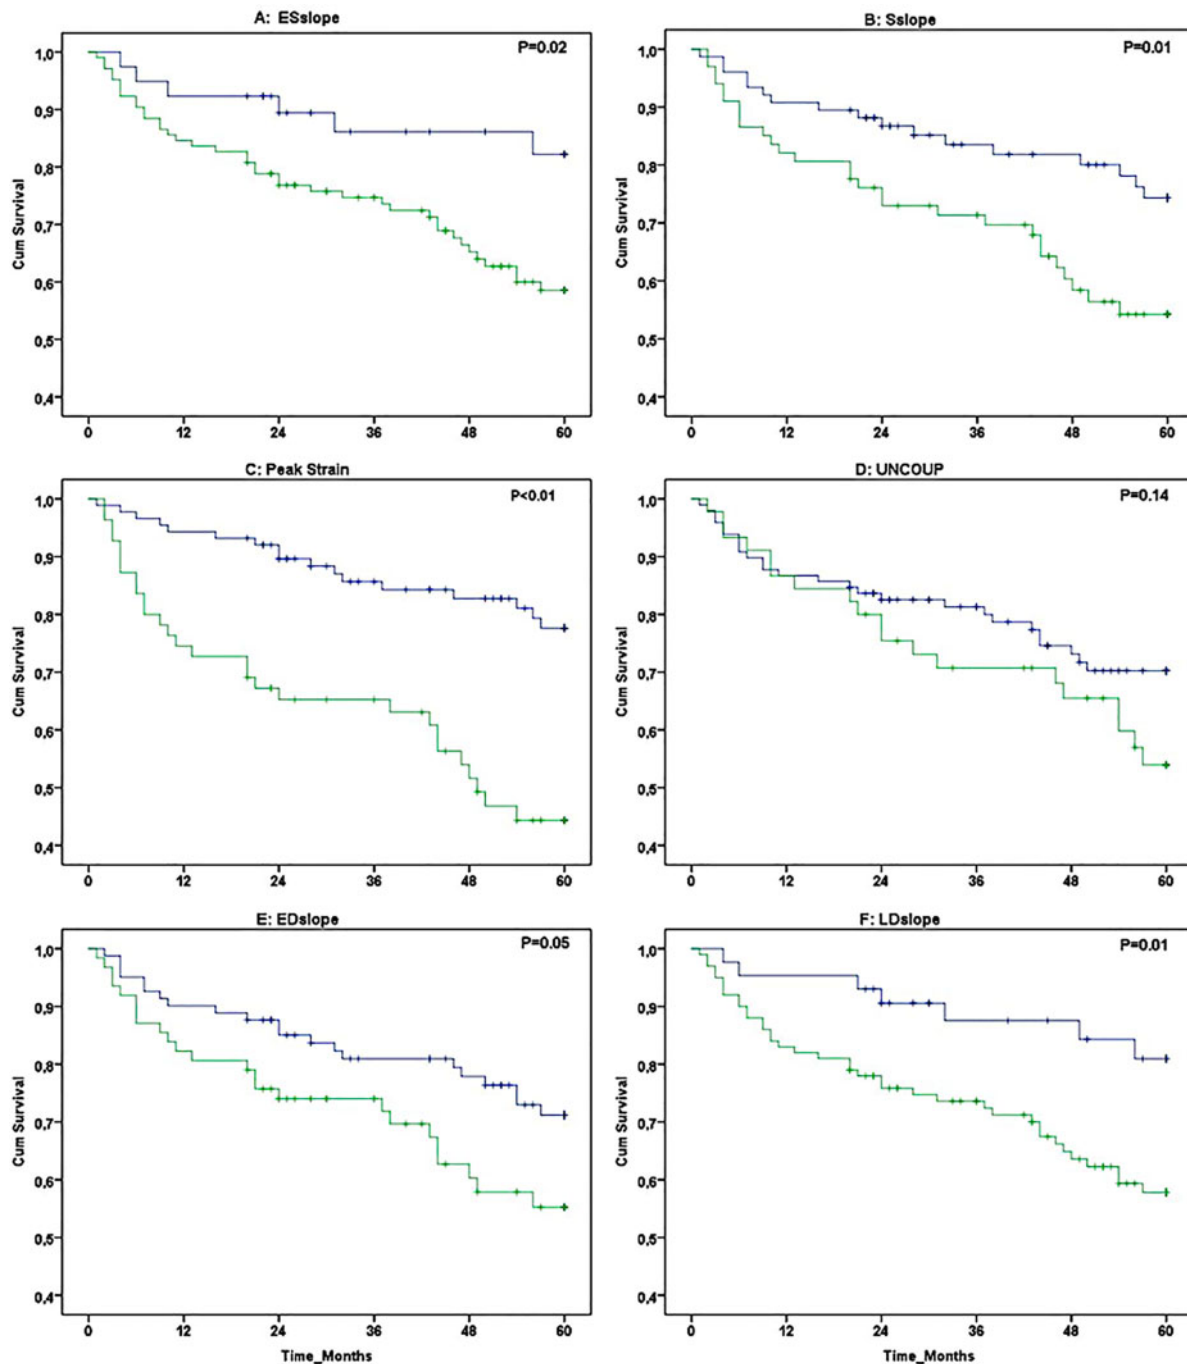 A: ESslope
P=0.02
1,0
0,9
0,8
0,7
0,6
0,5
0,4
Cum Survival
0 12 24 36 48 60
B: Sslope
P=0.01
1,0
0,9
0,8
0,7
0,6
0,5
0,4
Cum Survival
0 12 24 36 48 60
C: Peak Strain
P<0.01
1,0
0,9
0,8
0,7
0,6
0,5
0,4
Cum Survival
0 12 24 36 48 60
D: UNCOUP
P=0.14
1,0
0,9
0,8
0,7
0,6
0,5
0,4
Cum Survival
0 12 24 36 48 60
E: EDslope
P=0.05
1,0
0,9
0,8
0,7
0,6
0,5
0,4
Cum Survival
0 12 24 36 48 60
Time_Months
F: LDslope
P=0.01
1,0
0,9
0,8
0,7
0,6
0,5
0,4
Cum Survival
0 12 24 36 48 60
Time_Months